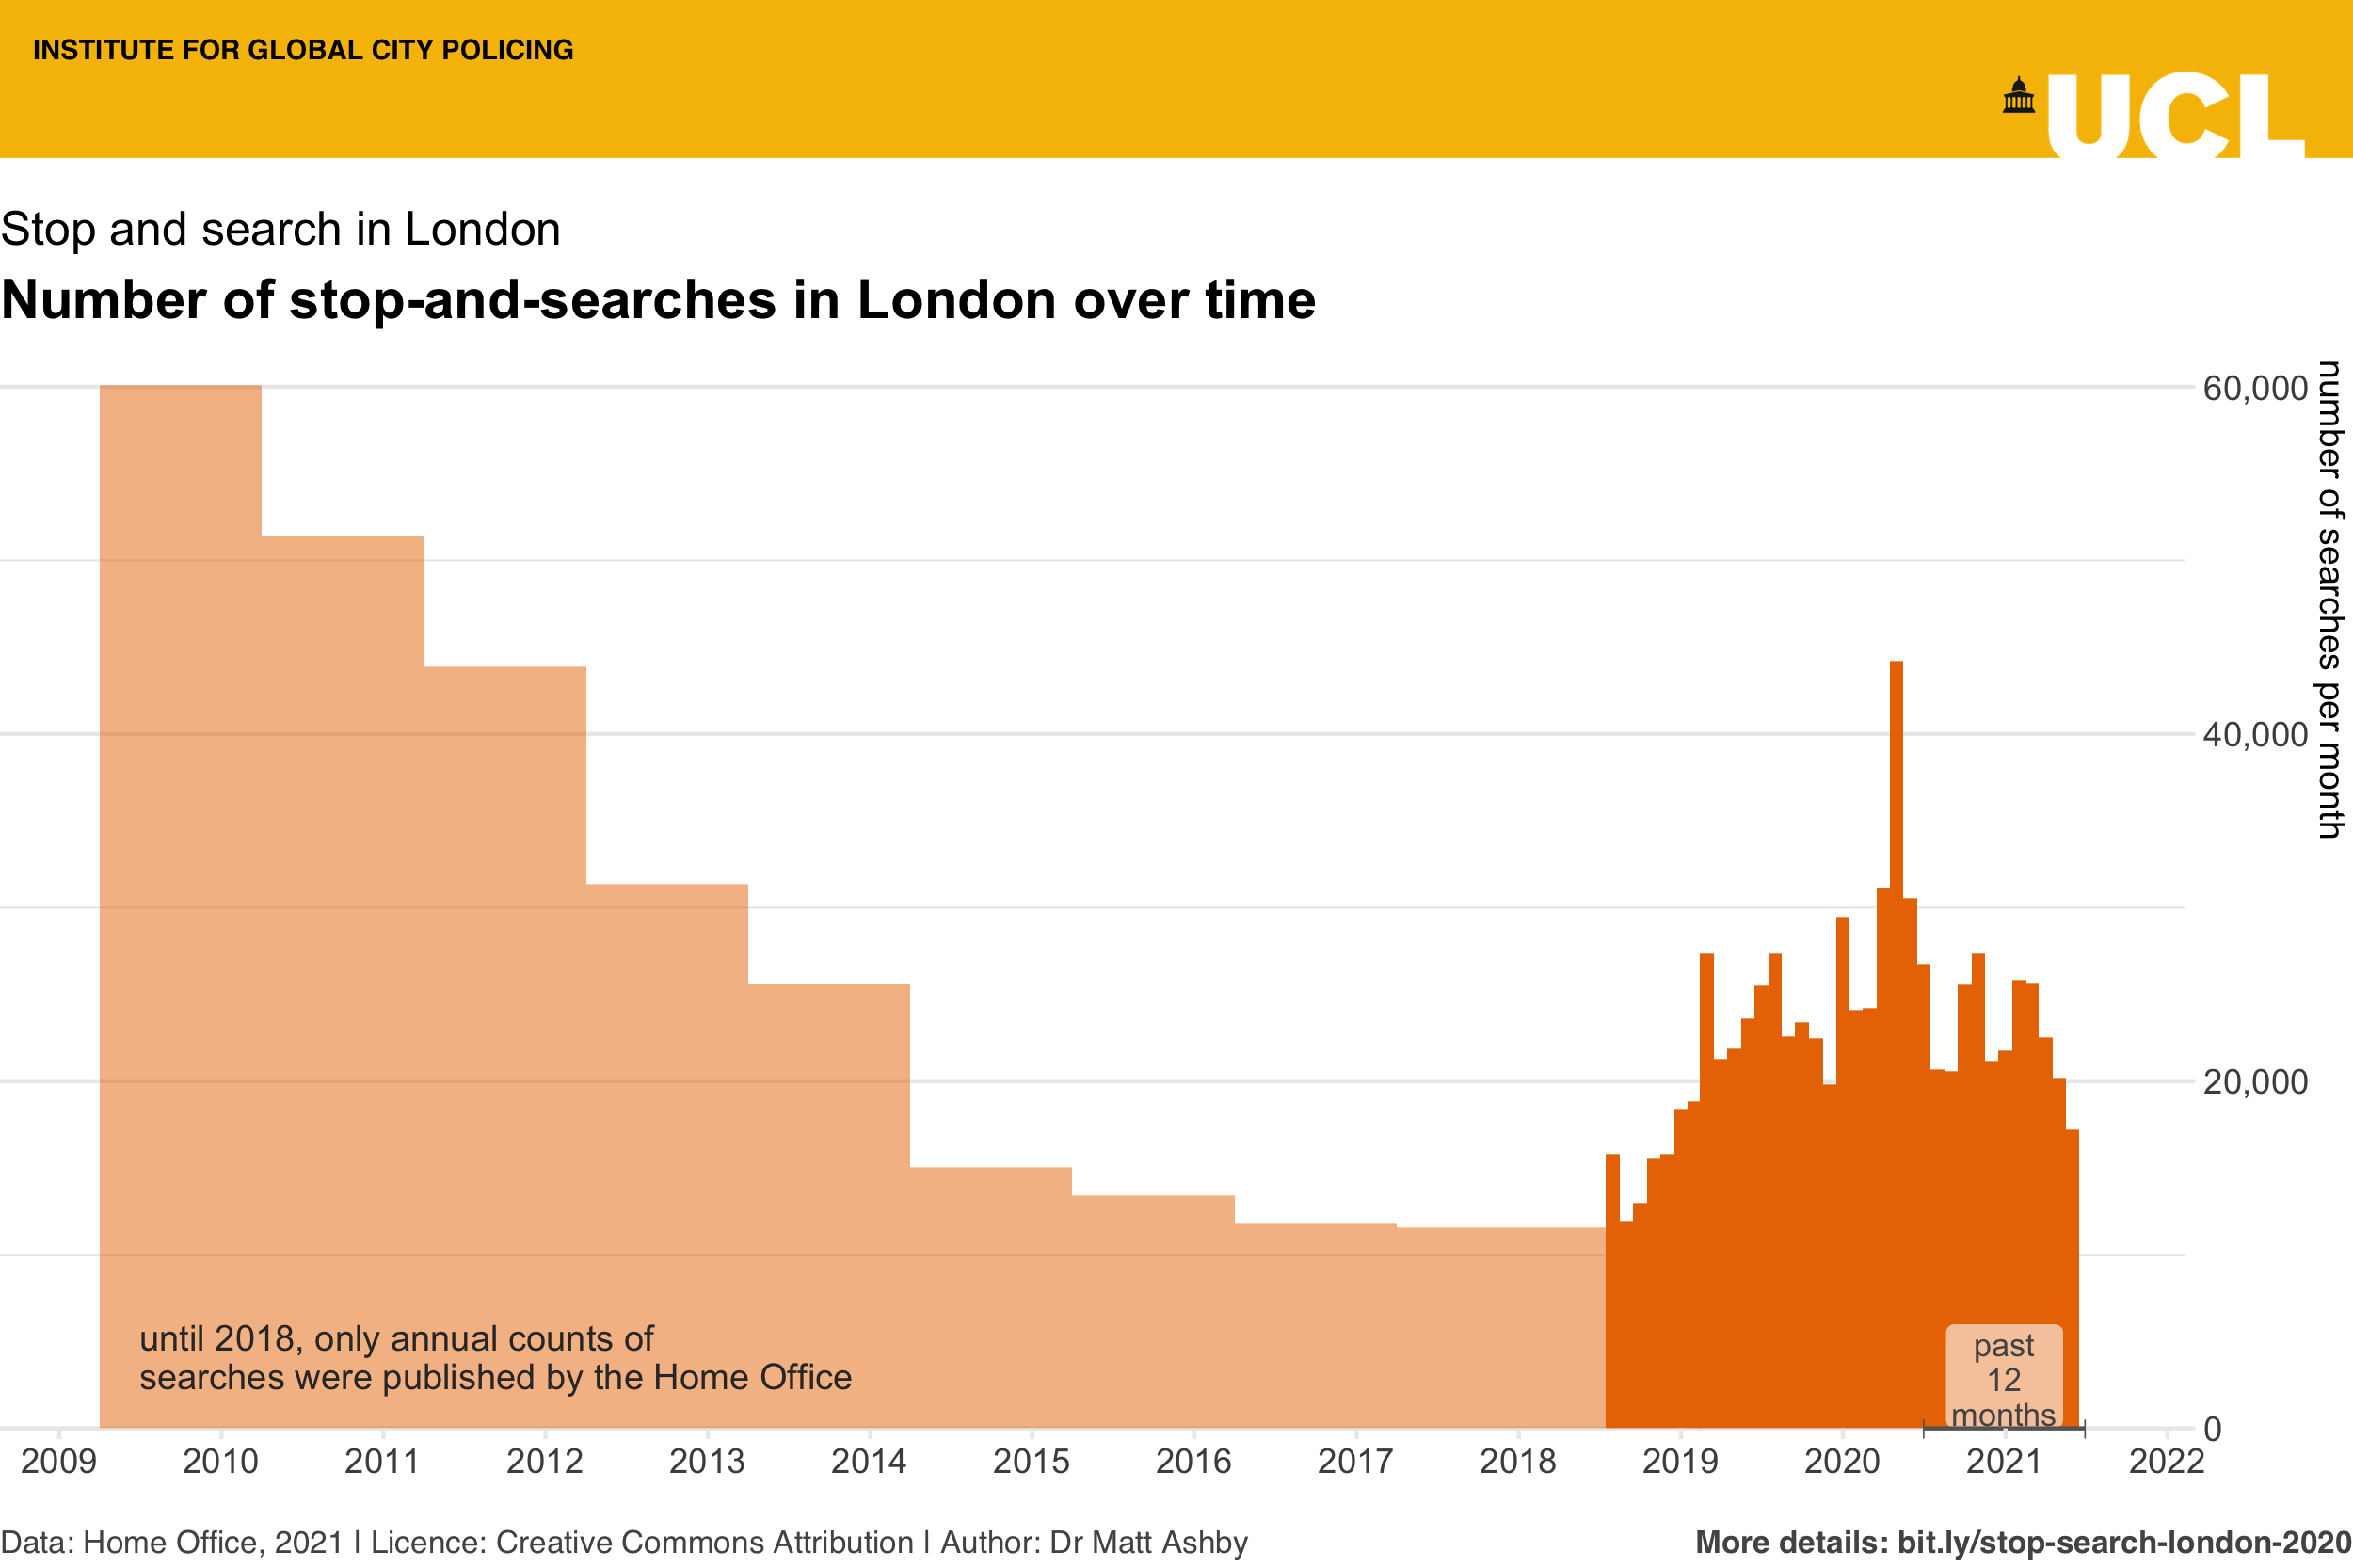 INSTITUTE FOR GLOBAL CITY POLICING
UCL
Stop and search in London
Number of stop-and-searches in London over time
number of searches per month
60,000
40,000
20,000
0
until 2018, only annual counts of
searches were published by the Home Office
past
12
months
2009 2010 2011 2012 2013 2014 2015 2016 2017 2018 2019 2020 2021 2022
Data: Home Office, 2021 | Licence: Creative Commons Attribution | Author: Dr Matt Ashby
More details: bit.ly/stop-search-london-2020